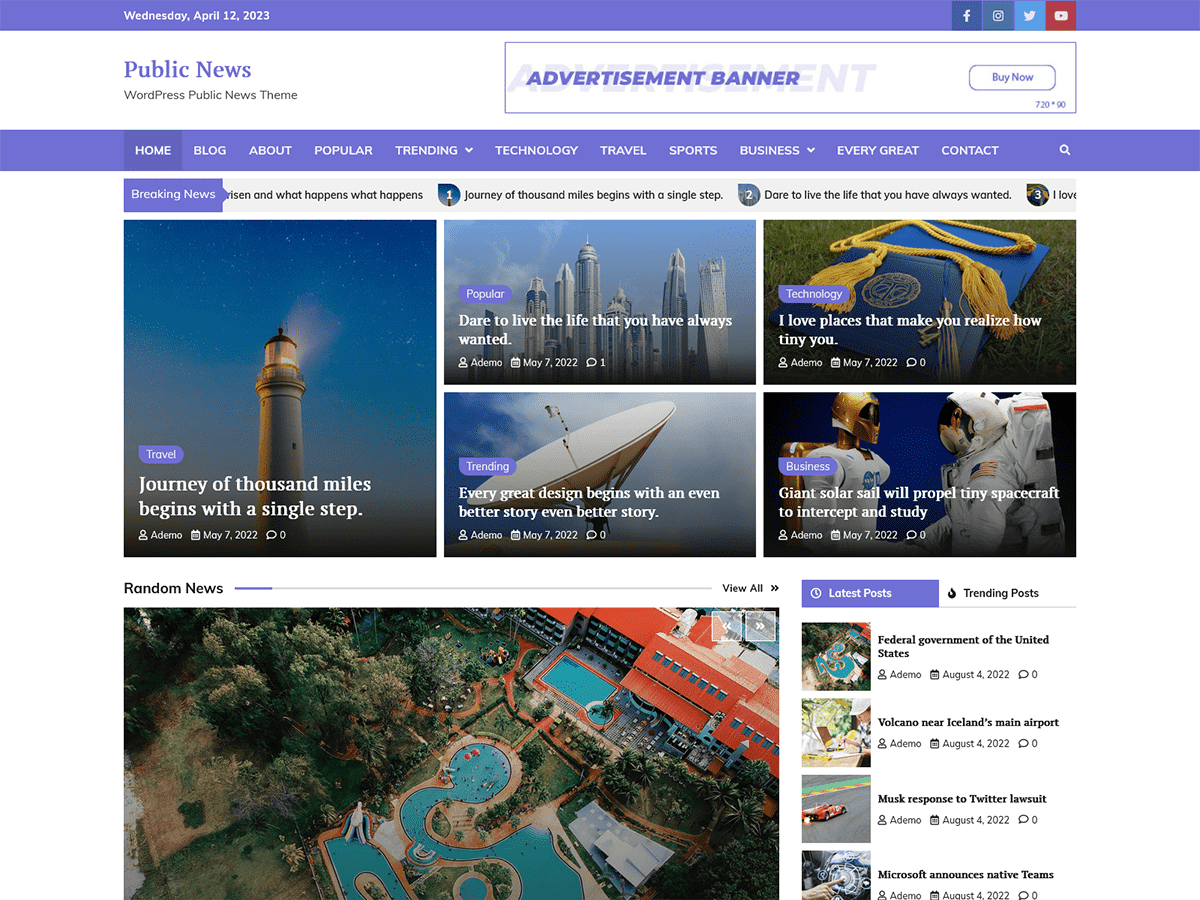 Wednesday, April 12, 2023
Public News
WordPress Public News Theme
ADVERTISEMENT
ADVERTISEMENT BANNER
Buy Now
720 * 90
HOME BLOG ABOUT POPULAR TRENDING TECHNOLOGY TRAVEL SPORTS BUSINESS EVERY GREAT CONTACT
Breaking News
risen and what happens what happens
1 Journey of thousand miles begins with a single step.
2 Dare to live the life that you have always wanted.
3 I love
Travel
Journey of thousand miles
begins with a single step.
Ademo May 7, 2022 0
Popular
Dare to live the life that you have always
wanted.
Ademo May 7, 2022 1
Technology
I love places that make you realize how
tiny you.
Ademo May 7, 2022 0
Trending
Every great design begins with an even
better story even better story.
Ademo May 7, 2022 0
Business
Giant solar sail will propel tiny spacecraft
to intercept and study
Ademo May 7, 2022 0
Random News
View All
Latest Posts
Trending Posts
Federal government of the United
States
Ademo August 4, 2022 0
Volcano near Iceland's main airport
Ademo August 4, 2022 0
Musk response to Twitter lawsuit
Ademo August 4, 2022 0
Microsoft announces native Teams
Ademo August 4, 2022 0